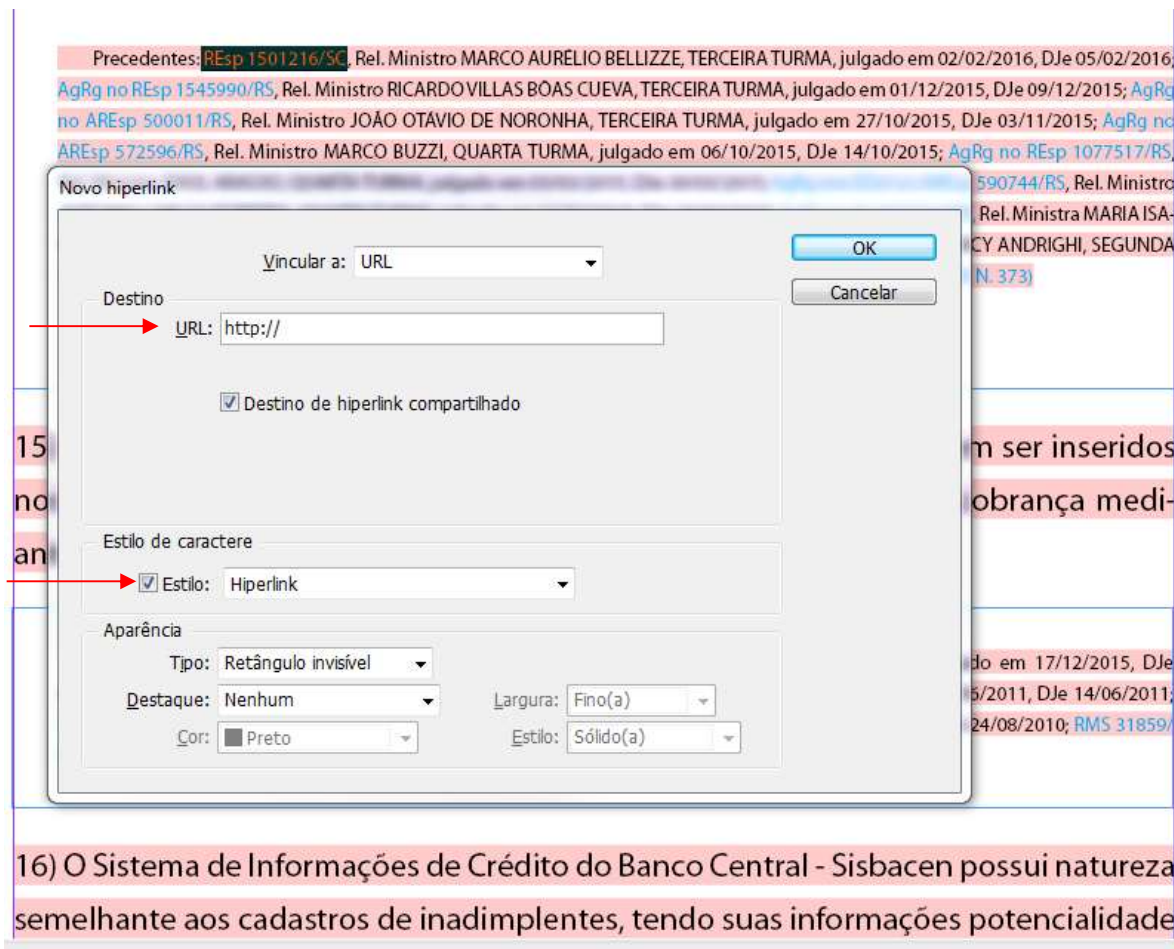 Precedentes: REsp 1501216/SC, Rel. Ministro MARCO AURÉLIO BELLIZZE, TERCEIRA TURMA, julgado em 02/02/2016, DJe 05/02/2016;
AgRg no REsp 1545990/RS, Rel. Ministro RICARDO VILLAS BÔAS CUEVA, TERCEIRA TURMA, julgado em 01/12/2015, DJe 09/12/2015; AgRg
no AREsp 500011/RS, Rel. Ministro JOÃO OTÁVIO DE NORONHA, TERCEIRA TURMA, julgado em 27/10/2015, DJe 03/11/2015; AgRg no
AREsp 572596/RS, Rel. Ministro MARCO BUZZI, QUARTA TURMA, julgado em 06/10/2015, DJe 14/10/2015; AgRg no REsp 1077517/RS,
Novo hiperlink
590744/RS, Rel. Ministro
Rel. Ministra MARIA ISA-
CY ANDRIGHI, SEGUNDA
N. 373)
Vincular a: URL
OK
Cancelar
Destino
URL: http://
Destino de hiperlink compartilhado
15
m ser inseridos
no
obrança medi-
an
Estilo de caractere
Estilo: Hiperlink
Aparência
Tipo: Retângulo invisível
Destaque: Nenhum
Largura: Fino(a)
Cor: Preto
Estilo: Sólido(a)
do em 17/12/2015, DJe
6/2011, DJe 14/06/2011;
24/08/2010; RMS 31859/
16) O Sistema de Informações de Crédito do Banco Central - Sisbacen possui natureza
semelhante aos cadastros de inadimplentes, tendo suas informações potencialidade